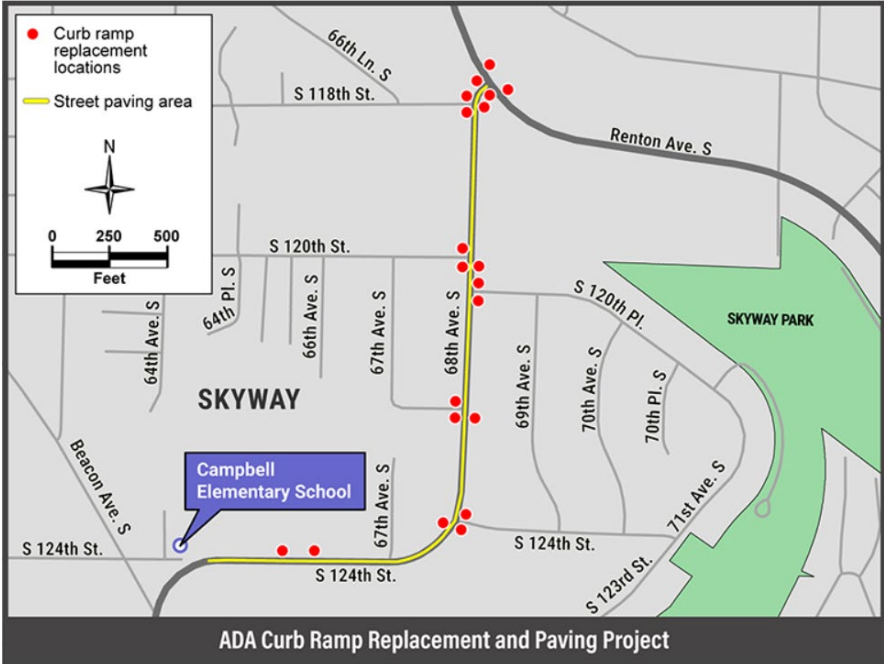 Curb ramp
replacement
locations
Street paving area
N
0 250 500
Feet
66th Ln. S
S 118th St.
Renton Ave. S
S 120th St.
64th Pl. S
64th Ave. S
66th Ave. S
67th Ave. S
68th Ave. S
S 120th Pl.
SKYWAY PARK
69th Ave. S
70th Ave. S
70th Pl. S
SKYWAY
Beacon Ave. S
Campbell
Elementary School
67th Ave. S
71st Ave. S
S 124th St.
S 124th St.
S 124th St.
S 123rd St.
ADA Curb Ramp Replacement and Paving Project